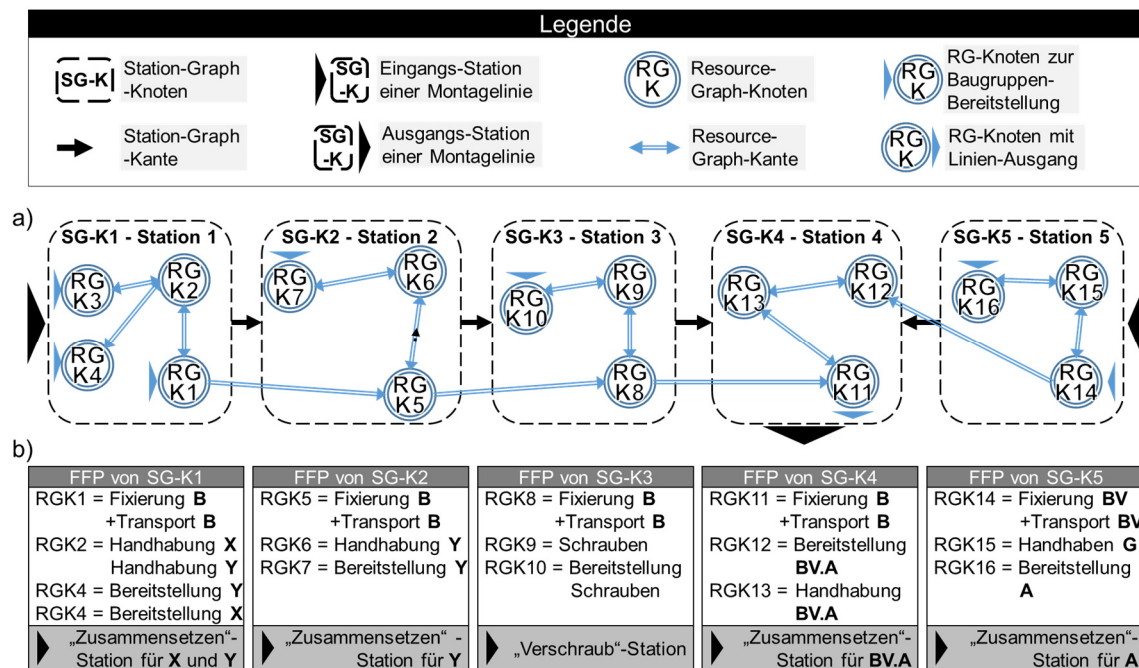 Legende
SG-K
Station-Graph
-Knoten
SG
-K
Eingangs-Station
einer Montagelinie
RG
K
Resource-
Graph-Knoten
RG
K
RG-Knoten zur
Baugruppen-
Bereitstellung
Station-Graph
-Kante
SG
-K
Ausgangs-Station
einer Montagelinie
Resource-
Graph-Kante
RG
K
RG-Knoten mit
Linien-Ausgang
a)
SG-K1 - Station 1
RG
K3
RG
K2
RG
K4
RG
K1
SG-K2 - Station 2
RG
K7
RG
K6
RG
K5
SG-K3 - Station 3
RG
K10
RG
K9
RG
K8
SG-K4 - Station 4
RG
K13
RG
K12
RG
K11
SG-K5 - Station 5
RG
K16
RG
K15
RG
K14
b)
FFP von SG-K1
RGK1 = Fixierung B
+Transport B
RGK2 = Handhabung X
Handhabung Y
RGK4 = Bereitstellung Y
RGK4 = Bereitstellung X
„Zusammensetzen“-
Station für X und Y
FFP von SG-K2
RGK5 = Fixierung B
+Transport B
RGK6 = Handhabung Y
RGK7 = Bereitstellung Y
„Zusammensetzen“ -
Station für Y
FFP von SG-K3
RGK8 = Fixierung B
+Transport B
RGK9 = Schrauben
RGK10 = Bereitstellung
Schrauben
„Verschraub“-Station
FFP von SG-K4
RGK11 = Fixierung B
+Transport B
RGK12 = Bereitstellung
BV.A
RGK13 = Handhabung
BV.A
„Zusammensetzen“-
Station für BV.A
FFP von SG-K5
RGK14 = Fixierung BV
+Transport BV
RGK15 = Handhaben G
RGK16 = Bereitstellung
A
„Zusammensetzen“-
Station für A